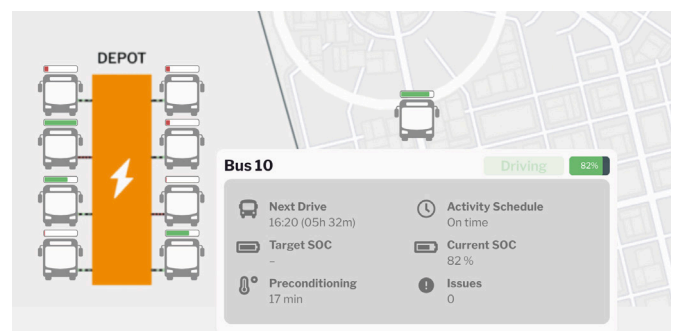 DEPOT
Bus 10
Driving
82%
Next Drive
16:20 (05h 32m)
Activity Schedule
On time
Target SOC
–
Current SOC
82 %
Preconditioning
17 min
Issues
0